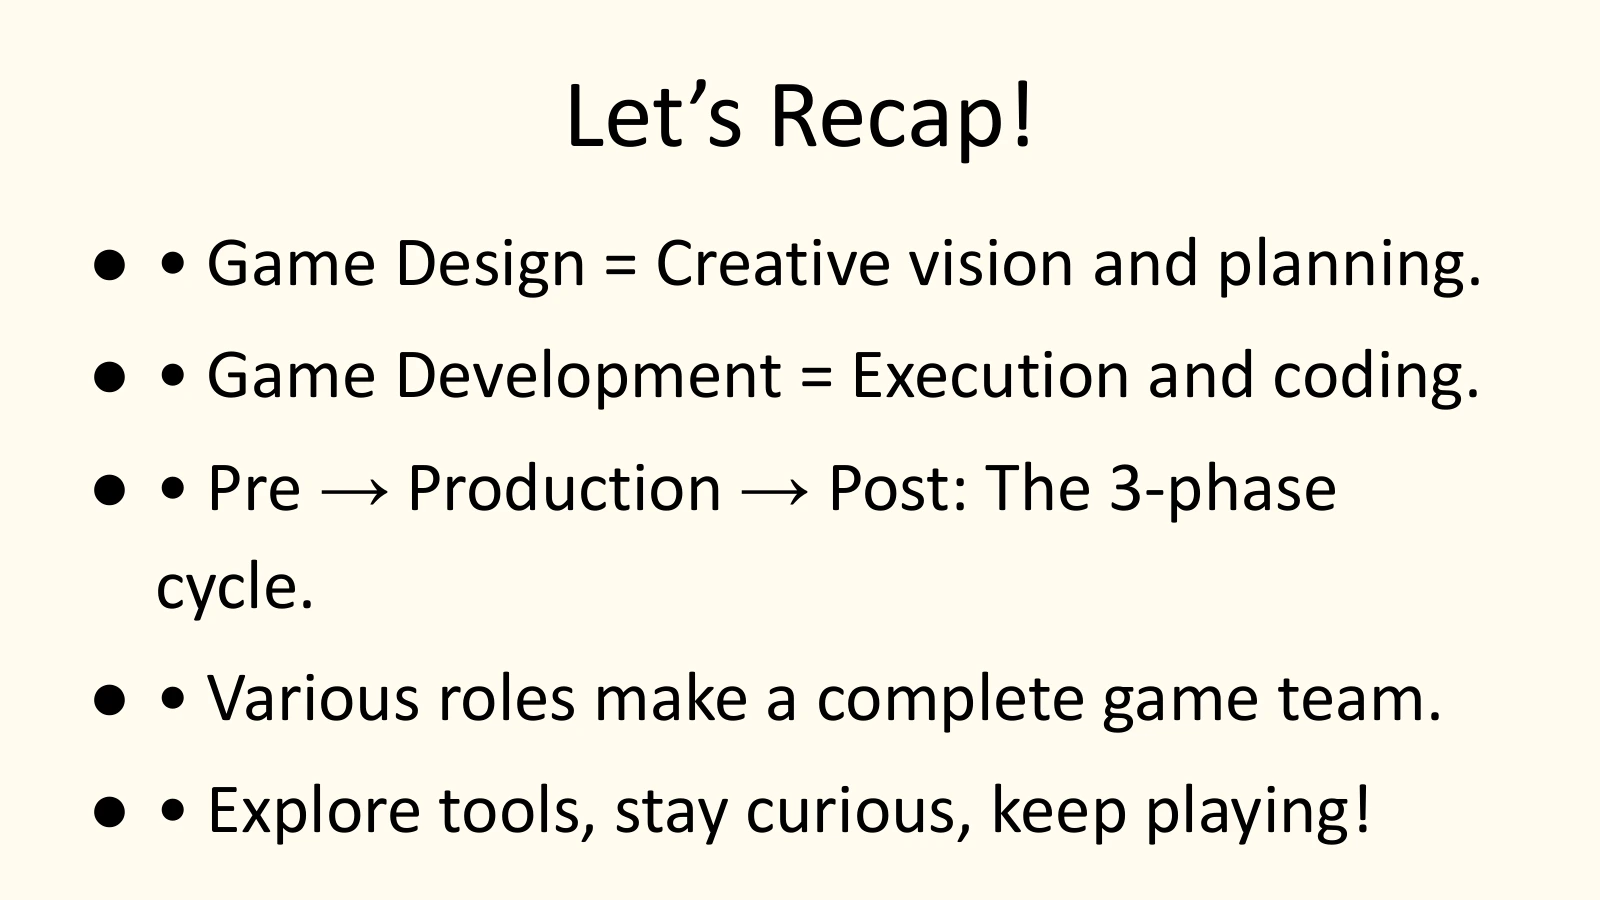 Let’s Recap!
● • Game Design = Creative vision and planning.
● • Game Development = Execution and coding.
● • Pre → Production → Post: The 3-phase
cycle.
● • Various roles make a complete game team.
● • Explore tools, stay curious, keep playing!